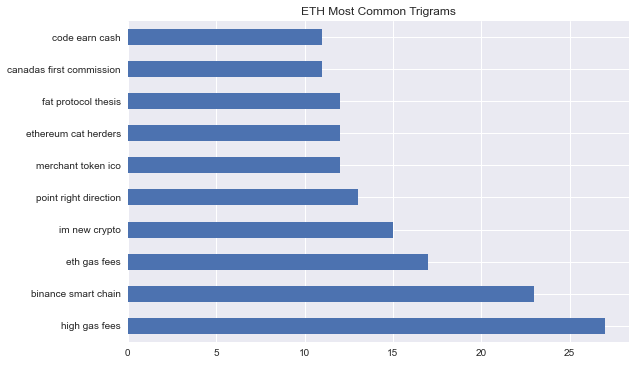 ETH Most Common Trigrams
code earn cash
canadas first commission
fat protocol thesis
ethereum cat herders
merchant token ico
point right direction
im new crypto
eth gas fees
binance smart chain
high gas fees
0 5 10 15 20 25